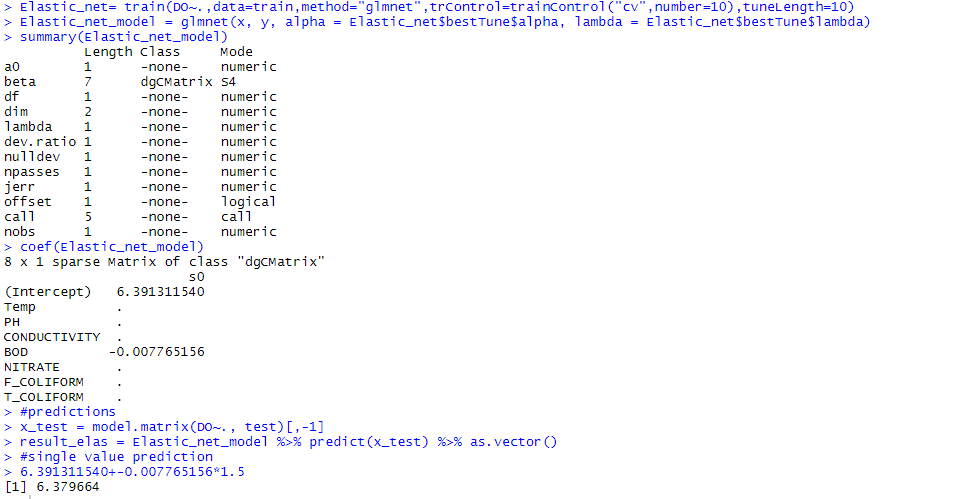 > Elastic_net= train(DO~.,data=train,method="glmnet",trControl=trainControl("cv",number=10),tuneLength=10)
> Elastic_net_model = glmnet(x, y, alpha = Elastic_net$bestTune$alpha, lambda = Elastic_net$bestTune$lambda)
> summary(Elastic_net_model)
          Length Class     Mode
a0        1      -none-    numeric
beta      7      dgCMatrix S4
df        1      -none-    numeric
dim       2      -none-    numeric
lambda    1      -none-    numeric
dev.ratio 1      -none-    numeric
nulldev   1      -none-    numeric
npasses   1      -none-    numeric
jerr      1      -none-    numeric
offset    1      -none-    logical
call      5      -none-    call
nobs      1      -none-    numeric
> coef(Elastic_net_model)
8 x 1 sparse Matrix of class "dgCMatrix"
                       s0
(Intercept)   6.391311540
Temp          .
PH            .
CONDUCTIVITY  .
BOD          -0.007765156
NITRATE       .
F_COLIFORM    .
T_COLIFORM    .
> #predictions
> x_test = model.matrix(DO~., test)[,-1]
> result_elas = Elastic_net_model %>% predict(x_test) %>% as.vector()
> #single value prediction
> 6.391311540+-0.007765156*1.5
[1] 6.379664